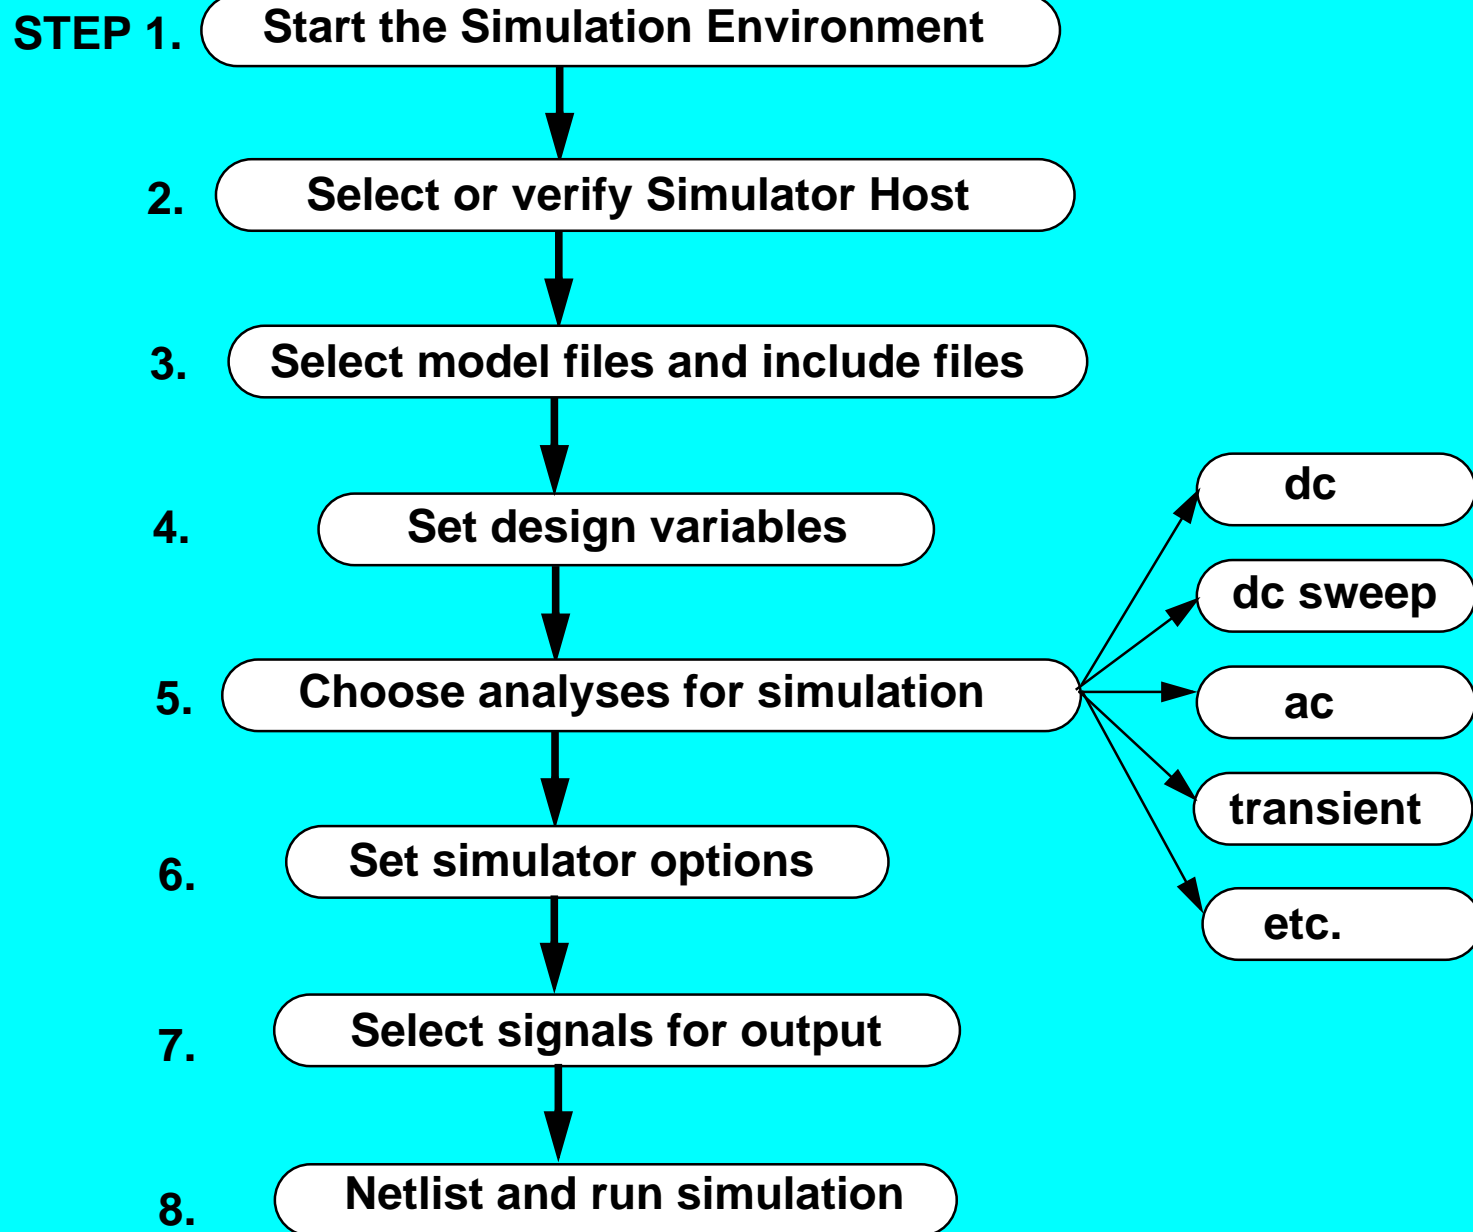 STEP 1. Start the Simulation Environment
2. Select or verify Simulator Host
3. Select model files and include files
4. Set design variables
5. Choose analyses for simulation
dc
dc sweep
ac
transient
etc.
6. Set simulator options
7. Select signals for output
8. Netlist and run simulation